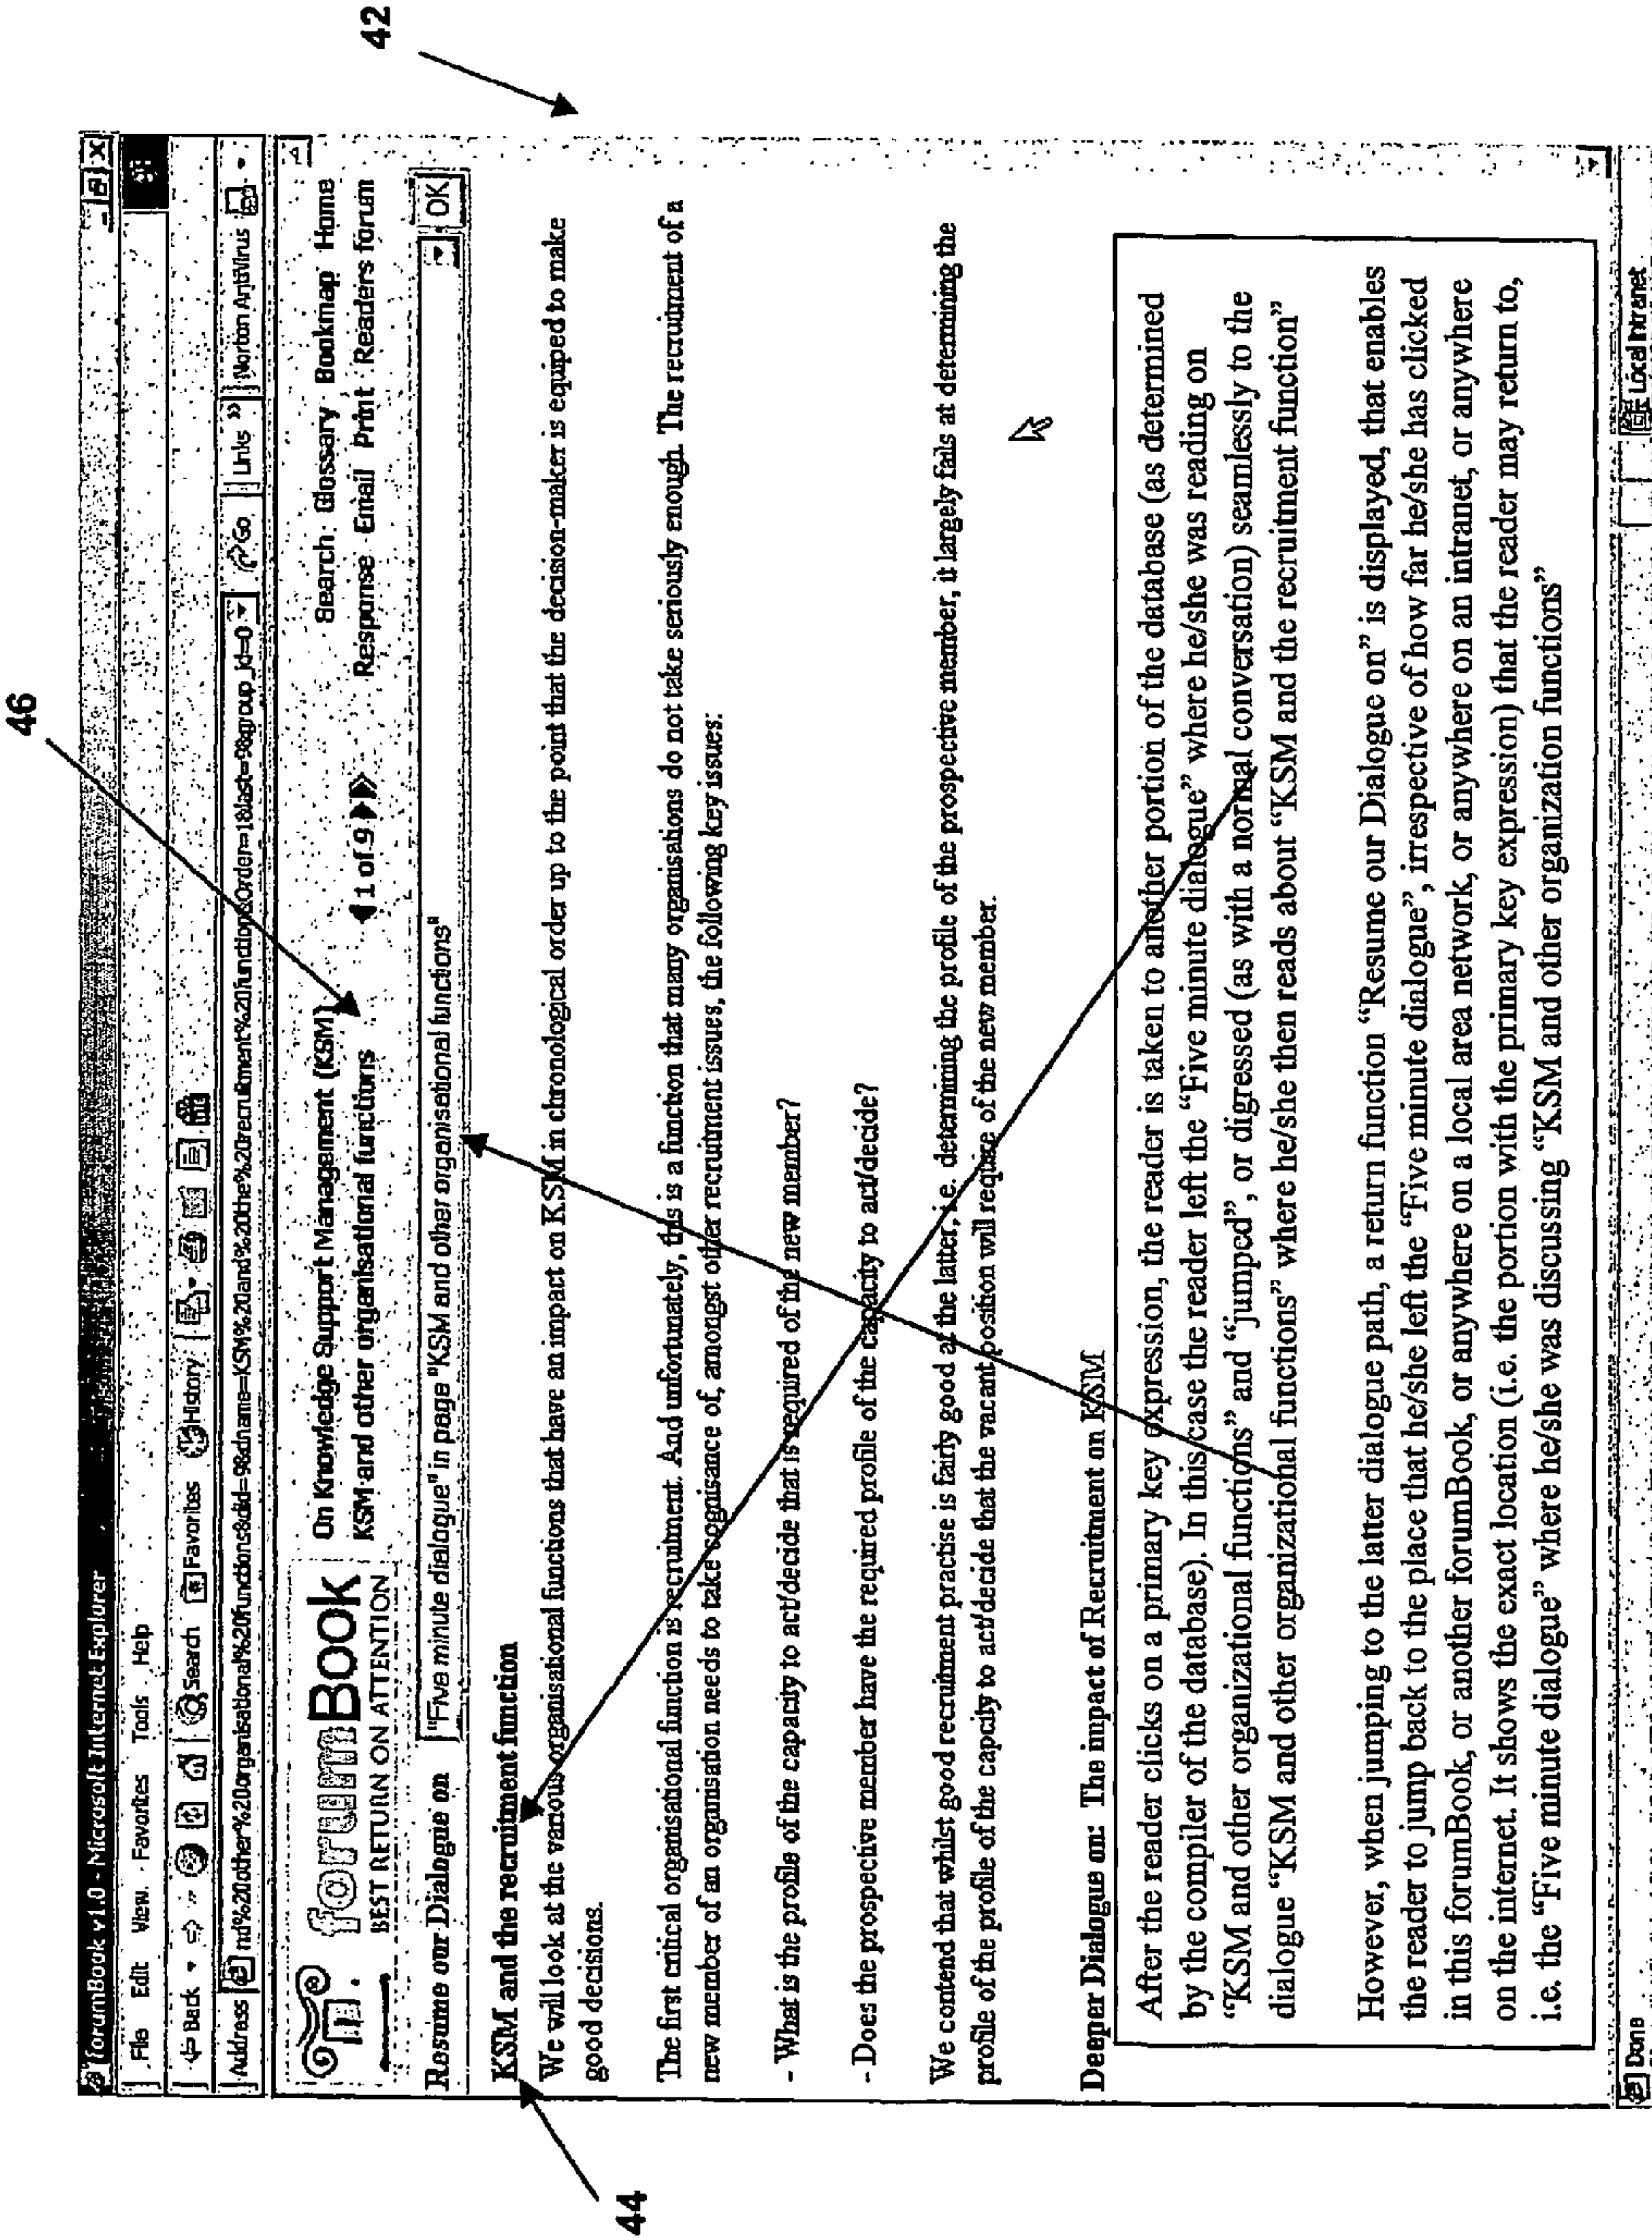 46
42
forumBook v1.0 - Microsoft Internet Explorer
File Edit View Favorites Tools Help
Back Search Favorites History
Address nd%20other%20organisational%20functions&did=98dname=KSM%20and%20the%20recruitment%20function&Order=1&last=98group_id=0 Go Links » Norton AntiVirus
forumBook
BEST RETURN ON ATTENTION
On Knowledge Support Management (KSM)
KSM and other organisational functions
1 of 9
Search: Glossary Bookmap Home
Response Email Print Readers forum
Resume our Dialogue on "Five minute dialogue" in page "KSM and other organisational functions" OK
44
KSM and the recruitment function
We will look at the various organisational functions that have an impact on KSM in chronological order up to the point that the decision-maker is equiped to make
good decisions.
The first critical organisational function is recruitment. And unfortunately, this is a function that many organisations do not take seriously enough. The recruitment of a
new member of an organisation needs to take cognisance of, amongst other recruitment issues, the following key issues:
- What is the profile of the capacity to act/decide that is required of the new member?
- Does the prospective member have the required profile of the capacity to act/decide?
We contend that whilst good recruitment practise is fairly good at the latter, i.e. determining the profile of the prospective member, it largely fails at determining the
profile of the profile of the capacity to act/decide that the vacant position will require of the new member.
Deeper Dialogue on: The impact of Recruitment on KSM
After the reader clicks on a primary key expression, the reader is taken to another portion of the database (as determined
by the compiler of the database). In this case the reader left the “Five minute dialogue” where he/she was reading on
“KSM and other organizational functions” and “jumped”, or digressed (as with a normal conversation) seamlessly to the
dialogue “KSM and other organizational functions” where he/she then reads about “KSM and the recruitment function”
However, when jumping to the latter dialogue path, a return function “Resume our Dialogue on” is displayed, that enables
the reader to jump back to the place that he/she left the “Five minute dialogue”, irrespective of how far he/she has clicked
in this forumBook, or another forumBook, or anywhere on a local area network, or anywhere on an intranet, or anywhere
on the internet. It shows the exact location (i.e. the portion with the primary key expression) that the reader may return to,
i.e. the “Five minute dialogue” where he/she was discussing “KSM and other organization functions”
Done Local intranet